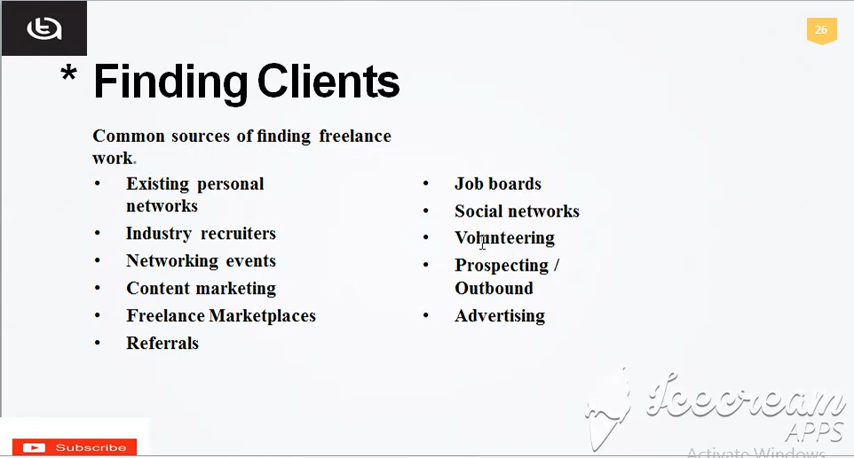 26
* Finding Clients
Common sources of finding freelance
work.
• Existing personal
networks
• Industry recruiters
• Networking events
• Content marketing
• Freelance Marketplaces
• Referrals
• Job boards
• Social networks
• Volunteering
• Prospecting /
Outbound
• Advertising
Icecream
APPS
Activate Windows
Subscribe